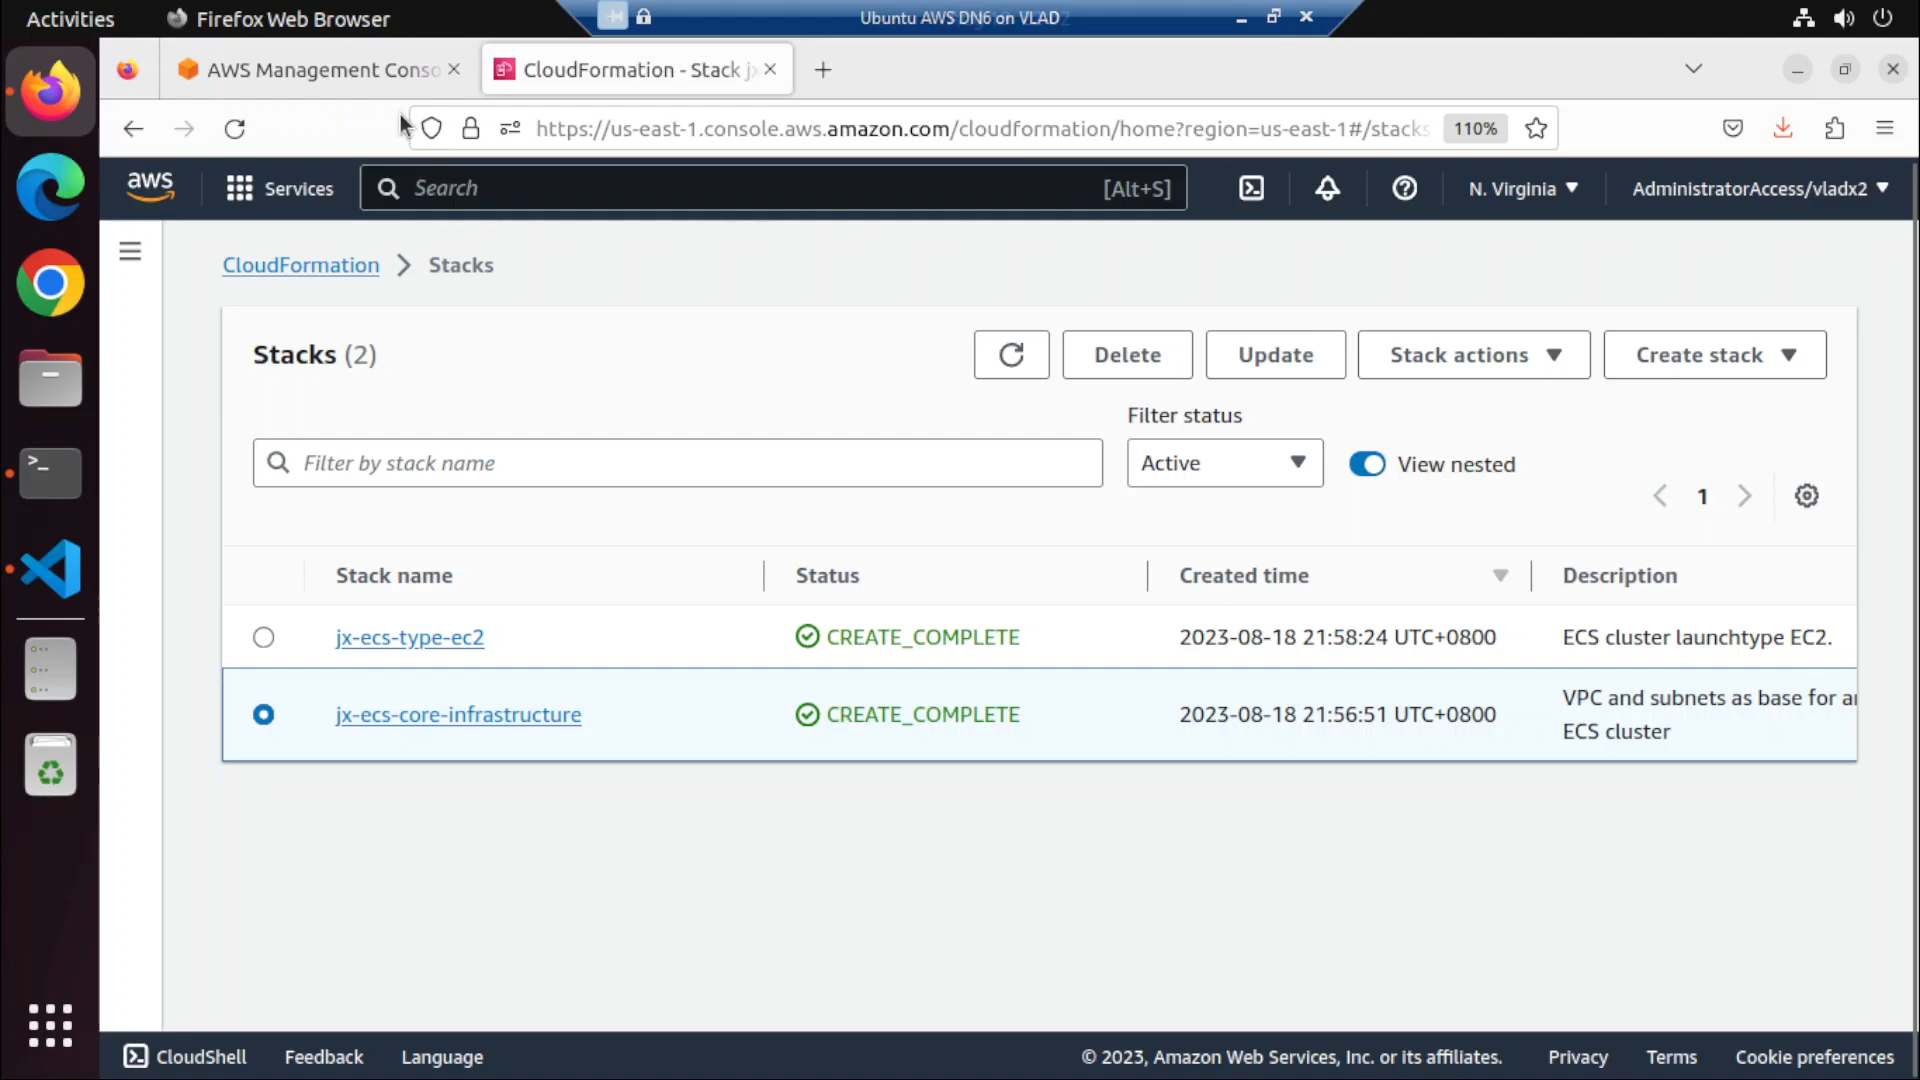 Activities
Firefox Web Browser
Ubuntu AWS DN6 on VLAD
AWS Management Conso
CloudFormation - Stack jx
https://us-east-1.console.aws.amazon.com/cloudformation/home?region=us-east-1#/stacks
110%
aws
Services
Search
[Alt+S]
N. Virginia
AdministratorAccess/vladx2
CloudFormation
Stacks
Stacks (2)
Delete
Update
Stack actions
Create stack
Filter status
Filter by stack name
Active
View nested
1
Stack name
Status
Created time
Description
jx-ecs-type-ec2
CREATE_COMPLETE
2023-08-18 21:58:24 UTC+0800
ECS cluster launchtype EC2.
jx-ecs-core-infrastructure
CREATE_COMPLETE
2023-08-18 21:56:51 UTC+0800
VPC and subnets as base for an
ECS cluster
CloudShell
Feedback
Language
© 2023, Amazon Web Services, Inc. or its affiliates.
Privacy
Terms
Cookie preferences